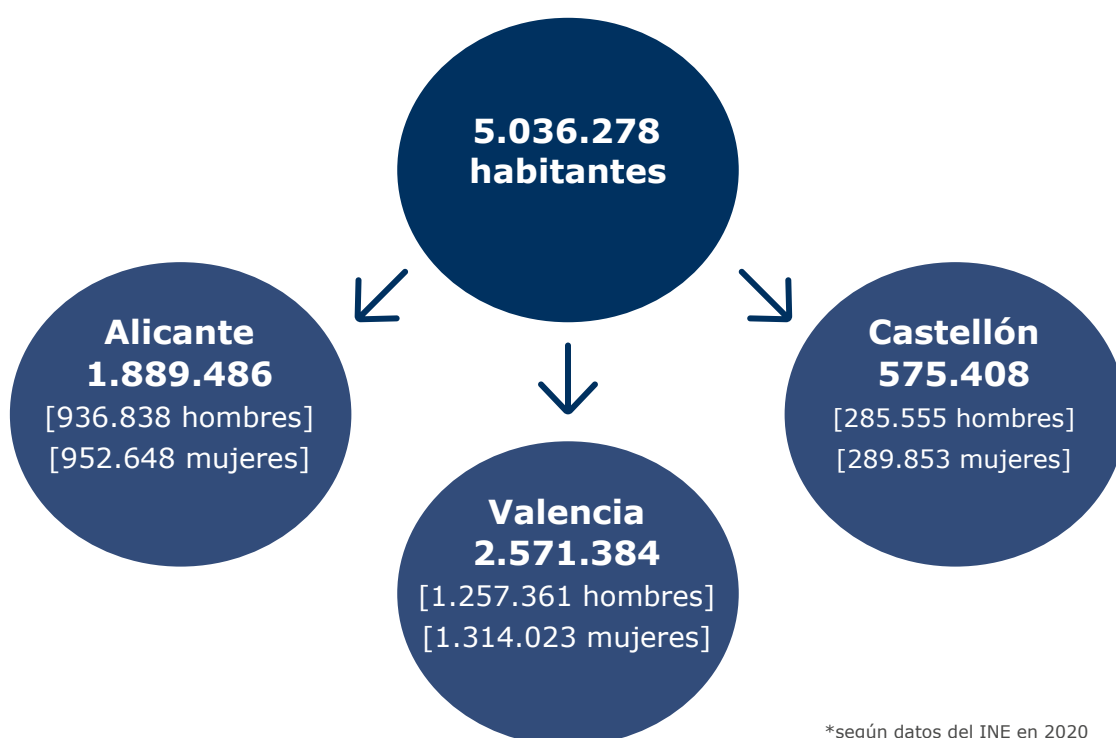 5.036.278
habitantes
Alicante
1.889.486
[936.838 hombres]
[952.648 mujeres]
Valencia
2.571.384
[1.257.361 hombres]
[1.314.023 mujeres]
Castellón
575.408
[285.555 hombres]
[289.853 mujeres]
*según datos del INE en 2020